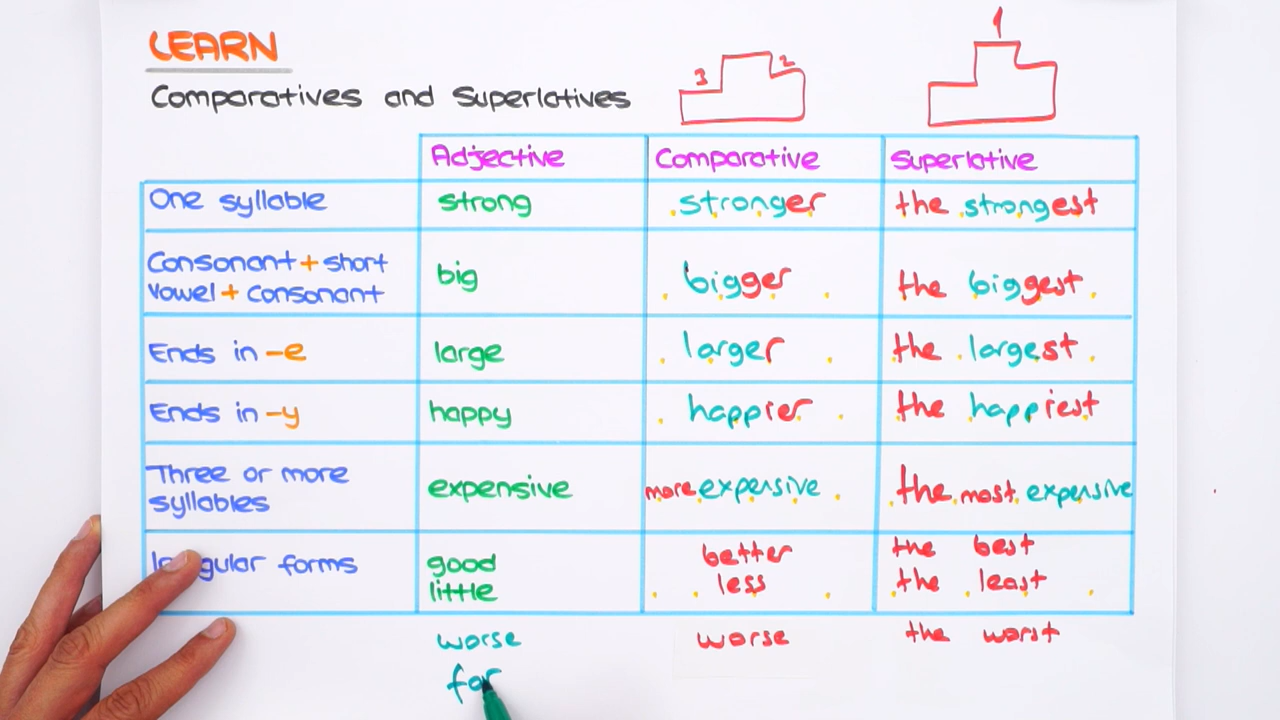 LEARN
Comparatives and Superlatives
3 2
1
Adjective Comparative Superlative
One syllable strong stronger the strongest
Consonant + short
vowel + consonant big bigger the biggest
Ends in -e large larger the largest
Ends in -y happy happier the happiest
Three or more
syllables expensive more expensive the most expensive
forms good better the best
little less the least
worse worse the worst